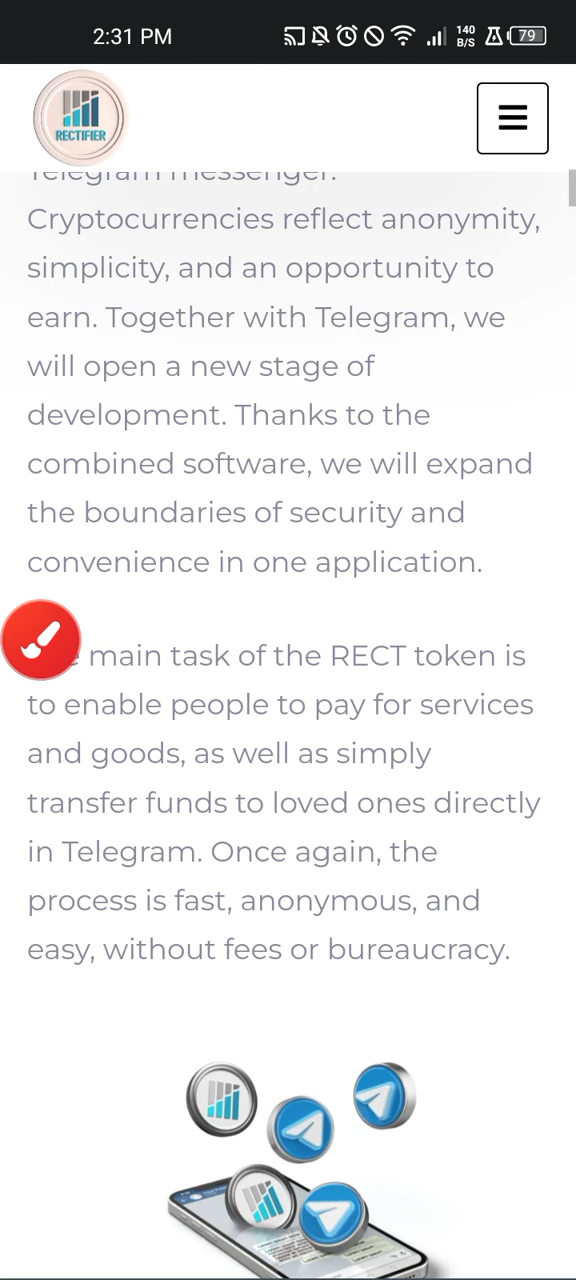 2:31 PM
140
B/S
79
RECTIFIER
Telegram messenger.
Cryptocurrencies reflect anonymity,
simplicity, and an opportunity to
earn. Together with Telegram, we
will open a new stage of
development. Thanks to the
combined software, we will expand
the boundaries of security and
convenience in one application.
main task of the RECT token is
to enable people to pay for services
and goods, as well as simply
transfer funds to loved ones directly
in Telegram. Once again, the
process is fast, anonymous, and
easy, without fees or bureaucracy.